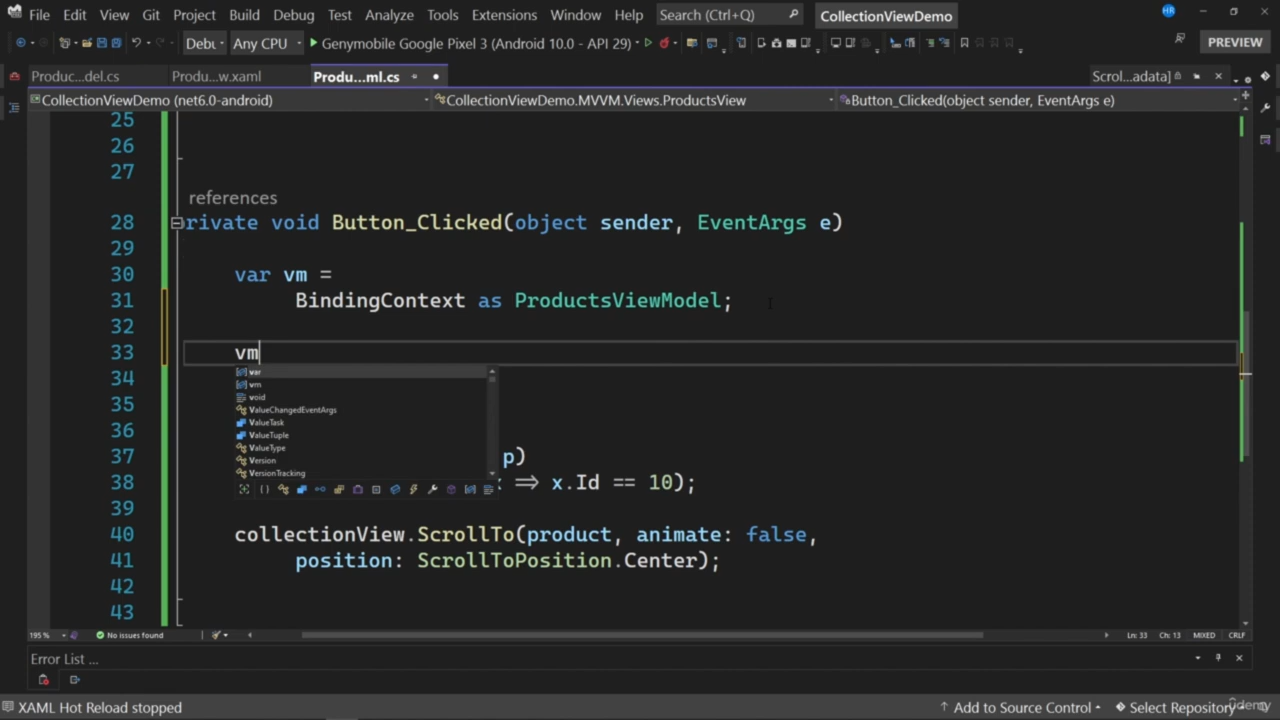 File Edit View Git Project Build Debug Test Analyze Tools Extensions Window Help Search (Ctrl+Q) CollectionViewDemo HR
Debu Any CPU Genymobile Google Pixel 3 (Android 10.0 - API 29) PREVIEW
Produc...del.cs Produc...w.xaml Produ...ml.cs Scrol...adata]
CollectionViewDemo (net6.0-android) CollectionViewDemo.MVVM.Views.ProductsView Button_Clicked(object sender, EventArgs e)
25
26
27
references
28 rivate void Button_Clicked(object sender, EventArgs e)
29
30 var vm =
31 BindingContext as ProductsViewModel;
32
33 vm
var
34 vm
void
35 ValueChangedEventArgs
ValueTask
36 ValueTuple
ValueType
37 p)
Version
VersionTracking
38 => x.Id == 10);
39
40 collectionView.ScrollTo(product, animate: false,
41 position: ScrollToPosition.Center);
42
43
195 % No issues found Ln: 33 Ch: 13 MIXED CRLF
Error List ...
XAML Hot Reload stopped Add to Source Control Select Repository
Udemy